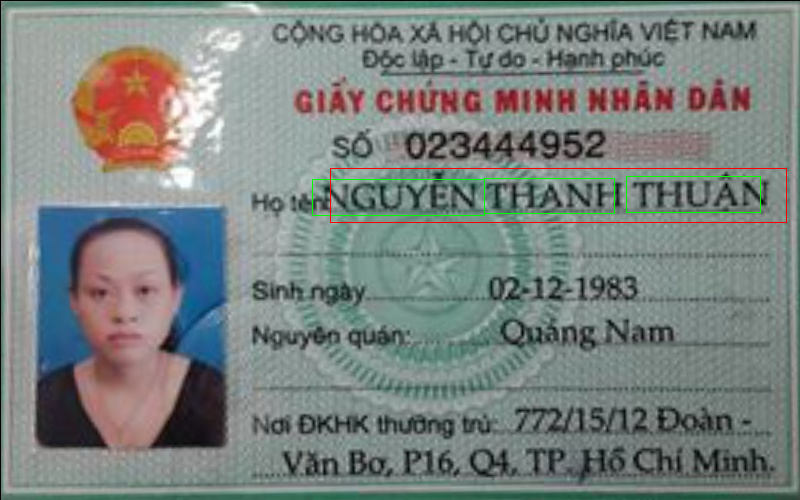 CỘNG HÒA XÃ HỘI CHỦ NGHĨA VIỆT NAM
Độc lập - Tự do - Hạnh phúc
GIẤY CHỨNG MINH NHÂN DÂN
SỐ 023444952
Họ tên: NGUYỄN THANH THUẬN
Sinh ngày 02-12-1983
Nguyên quán: Quảng Nam
Nơi ĐKHK thường trú: 772/15/12 Đoàn -
Văn Bơ, P16, Q4, TP. Hồ Chí Minh.